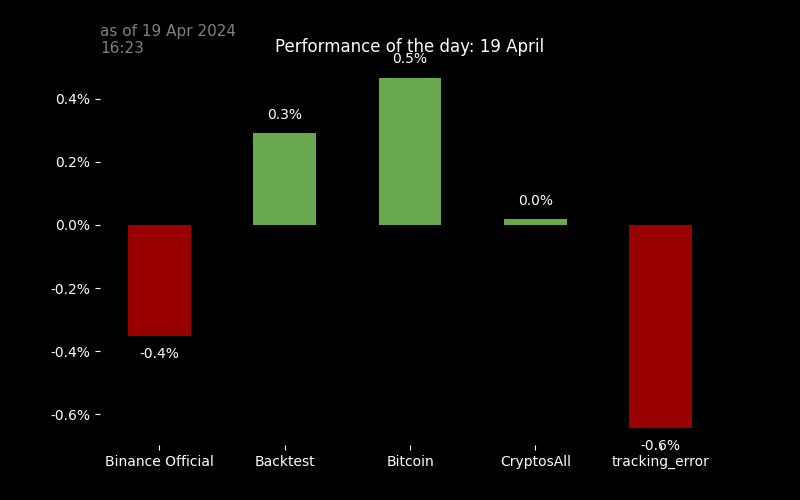 as of 19 Apr 2024
16:23
Performance of the day: 19 April
0.5%
0.4%
0.3%
0.2%
0.0%
0.0%
-0.2%
-0.4%
-0.4%
-0.6%
-0.6%
Binance Official
Backtest
Bitcoin
CryptosAll
tracking_error